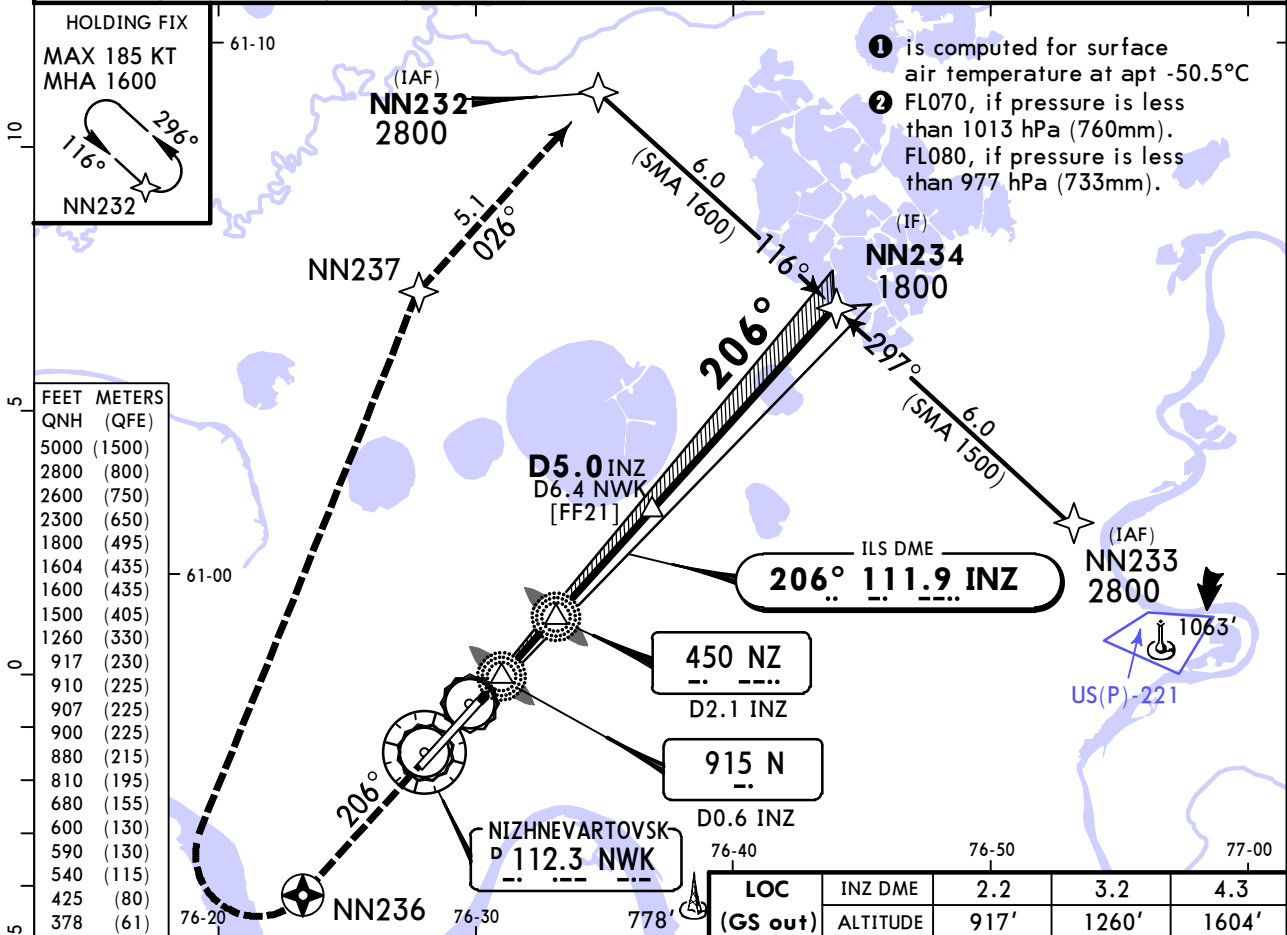 HOLDING FIX
MAX 185 KT
MHA 1600
296°
116°
NN232
61-10
(IAF)
NN232
2800
❶ is computed for surface
air temperature at apt -50.5°C
❷ FL070, if pressure is less
than 1013 hPa (760mm).
FL080, if pressure is less
than 977 hPa (733mm).
10
6.0
(SMA 1600)
116°
(IF)
NN234
1800
5.1
026°
NN237
206°
297°
6.0
(SMA 1500)
5
FEET METERS
QNH (QFE)
5000 (1500)
2800 (800)
2600 (750)
2300 (650)
1800 (495)
1604 (435)
1600 (435)
1500 (405)
1260 (330)
917 (230)
910 (225)
907 (225)
900 (225)
880 (215)
810 (195)
680 (155)
600 (130)
590 (130)
540 (115)
425 (80)
378 (61)
D5.0 INZ
D6.4 NWK
[FF21]
61-00
ILS DME
206° 111.9 INZ
(IAF)
NN233
2800
1063'
US(P)-221
0
450 NZ
D2.1 INZ
915 N
D0.6 INZ
206°
NIZHNEVARTOVSK
D 112.3 NWK
NN236
76-20
76-30
76-40
76-50
77-00
778'
5
LOC (GS out)
INZ DME 2.2 3.2 4.3
ALTITUDE 917' 1260' 1604'